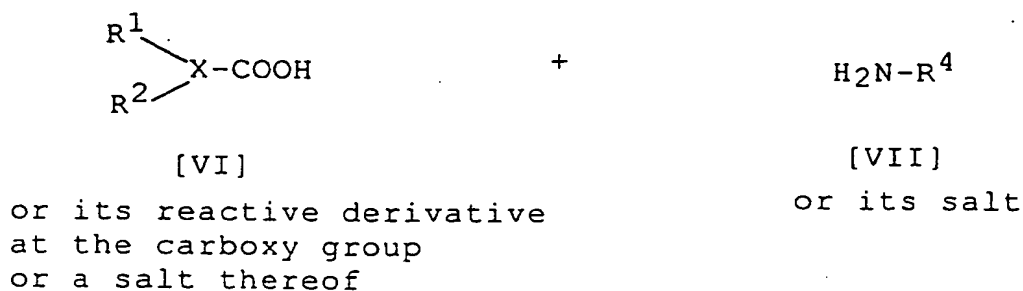 R¹
X-COOH + H₂N-R⁴
R²
[VI] [VII]
or its reactive derivative or its salt
at the carboxy group
or a salt thereof